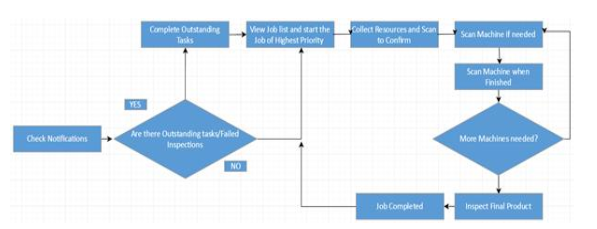 Complete Outstanding
Tasks
View Job list and start the
Job of Highest Priority
Collect Resources and Scan
to Confirm
Scan Machine if needed
Scan Machine when
Finished
YES
Check Notifications
Are there Outstanding tasks/Failed
Inspections
More Machines needed?
NO
Job Completed
Inspect Final Product